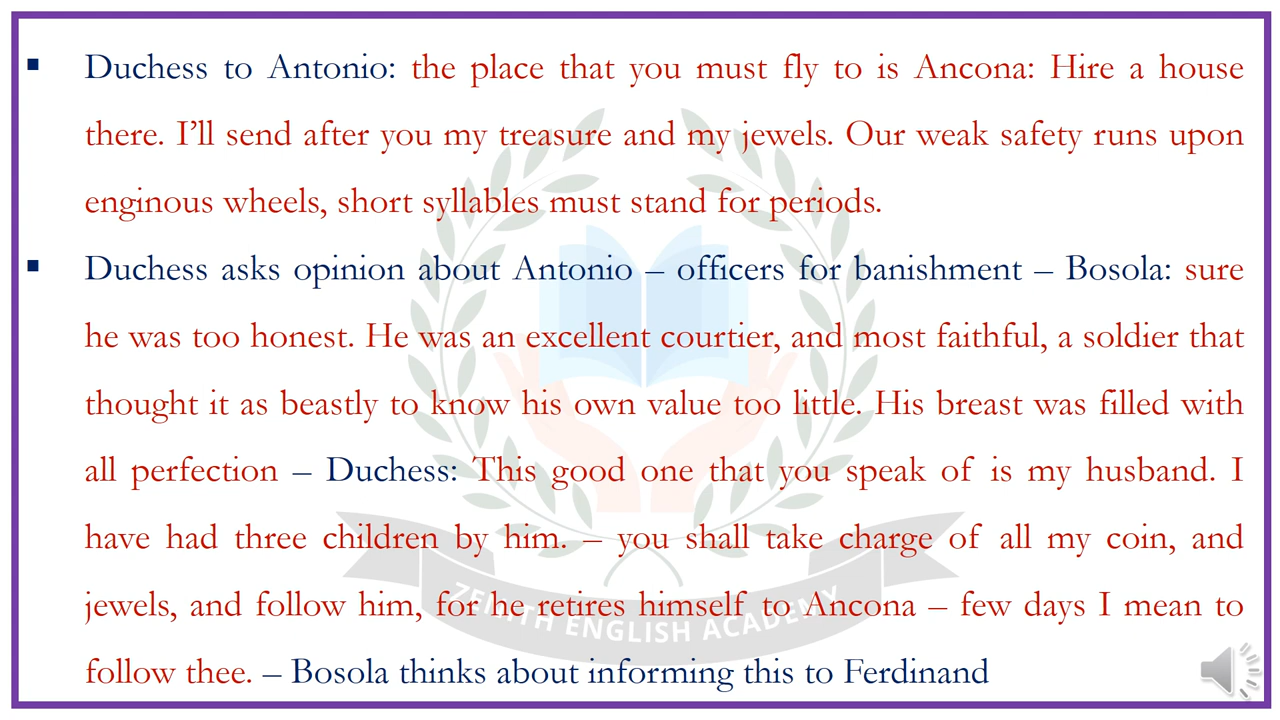 ▪ Duchess to Antonio: the place that you must fly to is Ancona: Hire a house
there. I’ll send after you my treasure and my jewels. Our weak safety runs upon
enginous wheels, short syllables must stand for periods.
▪ Duchess asks opinion about Antonio – officers for banishment – Bosola: sure
he was too honest. He was an excellent courtier, and most faithful, a soldier that
thought it as beastly to know his own value too little. His breast was filled with
all perfection – Duchess: This good one that you speak of is my husband. I
have had three children by him. – you shall take charge of all my coin, and
jewels, and follow him, for he retires himself to Ancona – few days I mean to
follow thee. – Bosola thinks about informing this to Ferdinand
ZENITH ENGLISH ACADEMY